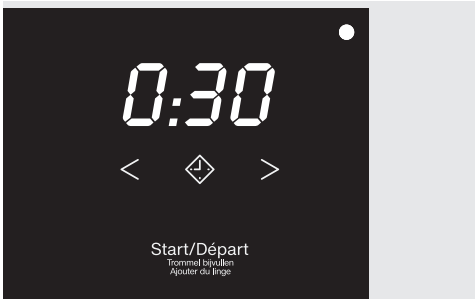 0:30
< >
Start/Départ
Trommel bijvullen
Ajouter du linge